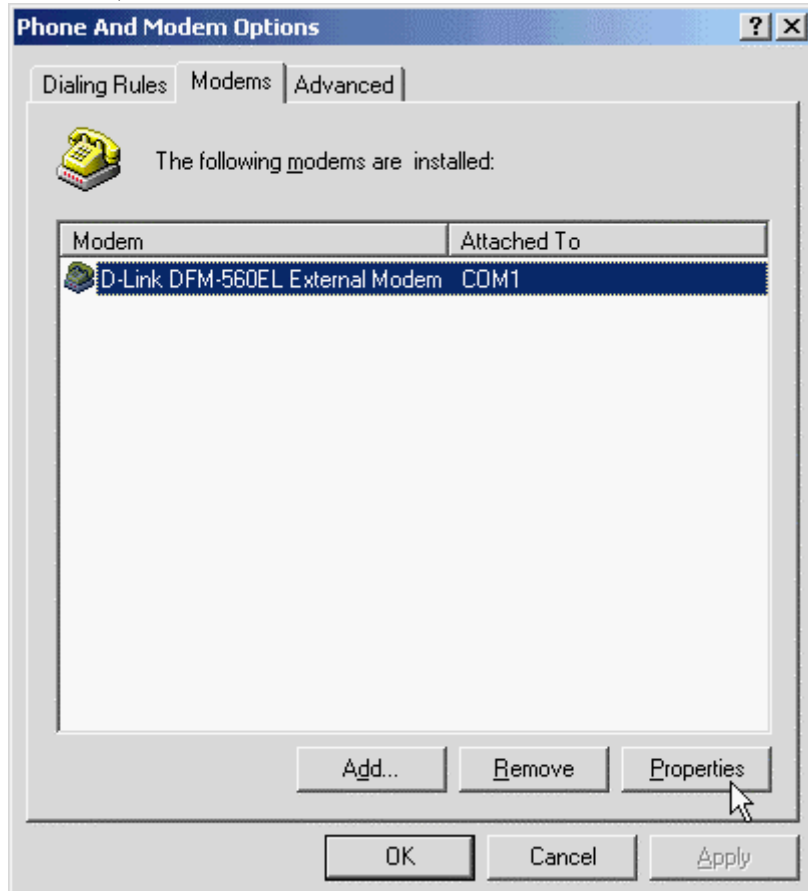 Phone And Modem Options
Dialing Rules Modems Advanced
The following modems are installed:
Modem Attached To
D-Link DFM-560EL External Modem COM1
Add... Remove Properties
OK Cancel Apply